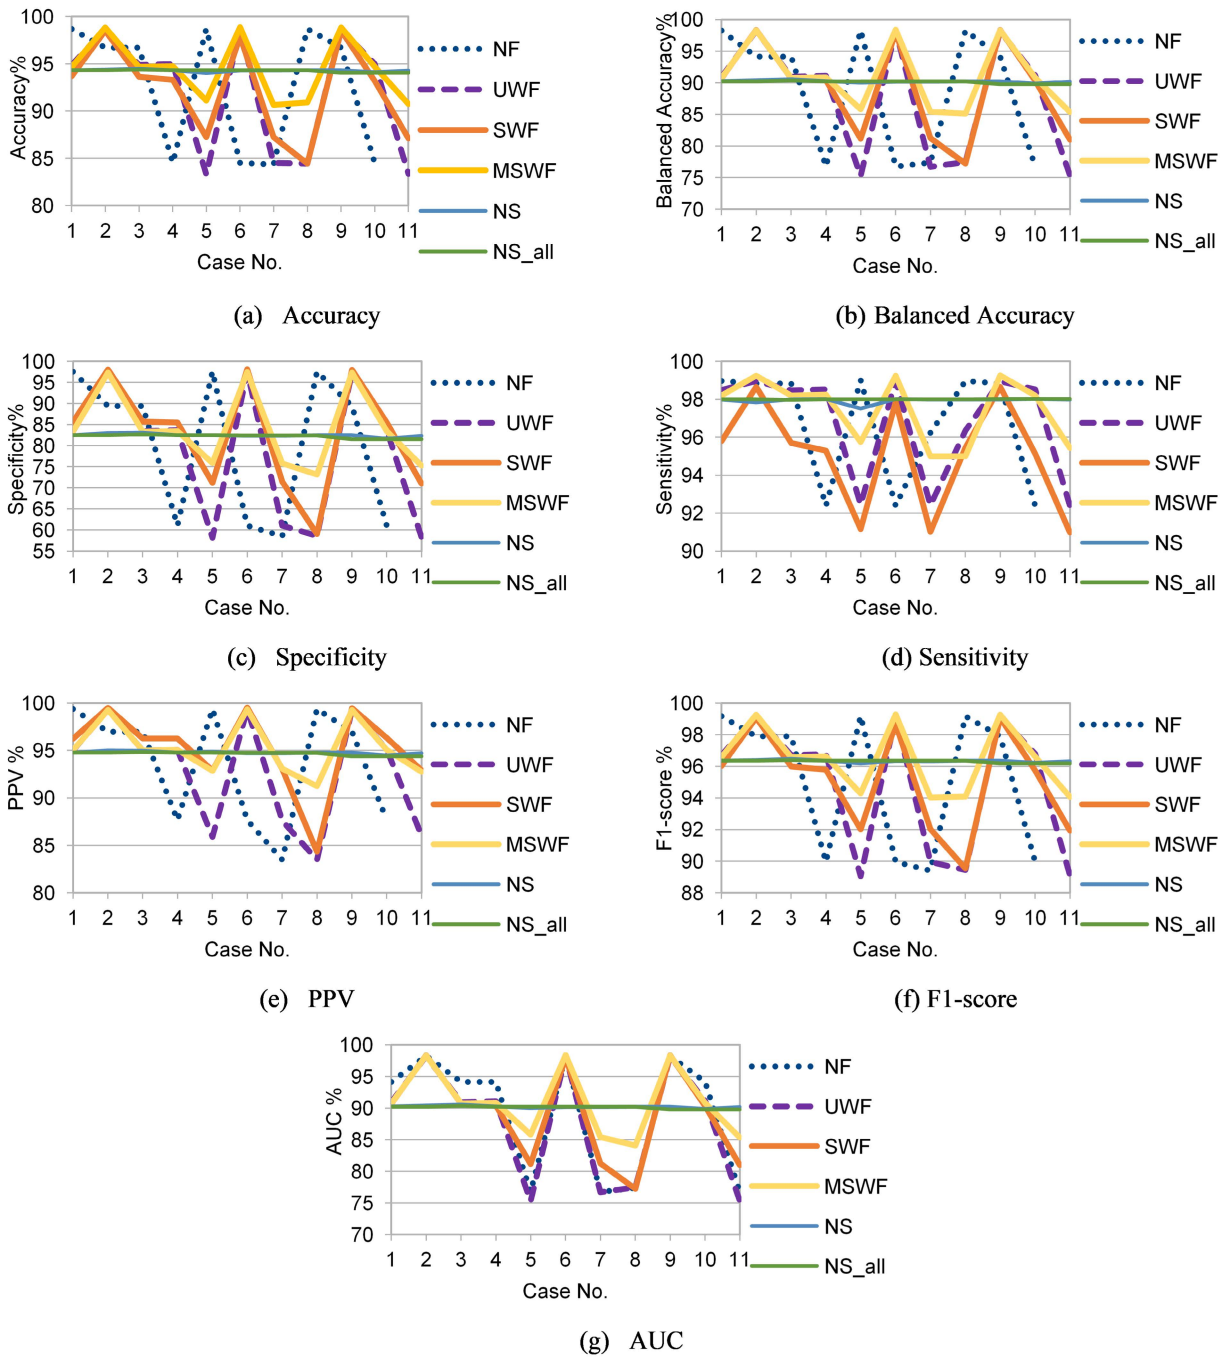 100
95
90
85
80
Accuracy%
1 2 3 4 5 6 7 8 9 10 11
Case No.
NF
UWF
SWF
MSWF
NS
NS_all
(a) Accuracy
100
95
90
85
80
75
70
Balanced Accuracy%
1 2 3 4 5 6 7 8 9 10 11
Case No.
NF
UWF
SWF
MSWF
NS
NS_all
(b) Balanced Accuracy
100
95
90
85
80
75
70
65
60
55
Specificity%
1 2 3 4 5 6 7 8 9 10 11
Case No.
NF
UWF
SWF
MSWF
NS
NS_all
(c) Specificity
100
98
96
94
92
90
Sensitivity%
1 2 3 4 5 6 7 8 9 10 11
Case No.
NF
UWF
SWF
MSWF
NS
NS_all
(d) Sensitivity
100
95
90
85
80
PPV %
1 2 3 4 5 6 7 8 9 10 11
Case No.
NF
UWF
SWF
MSWF
NS
NS_all
(e) PPV
100
98
96
94
92
90
88
F1-score %
1 2 3 4 5 6 7 8 9 10 11
Case No.
NF
UWF
SWF
MSWF
NS
NS_all
(f) F1-score
100
95
90
85
80
75
70
AUC %
1 2 3 4 5 6 7 8 9 10 11
Case No.
NF
UWF
SWF
MSWF
NS
NS_all
(g) AUC